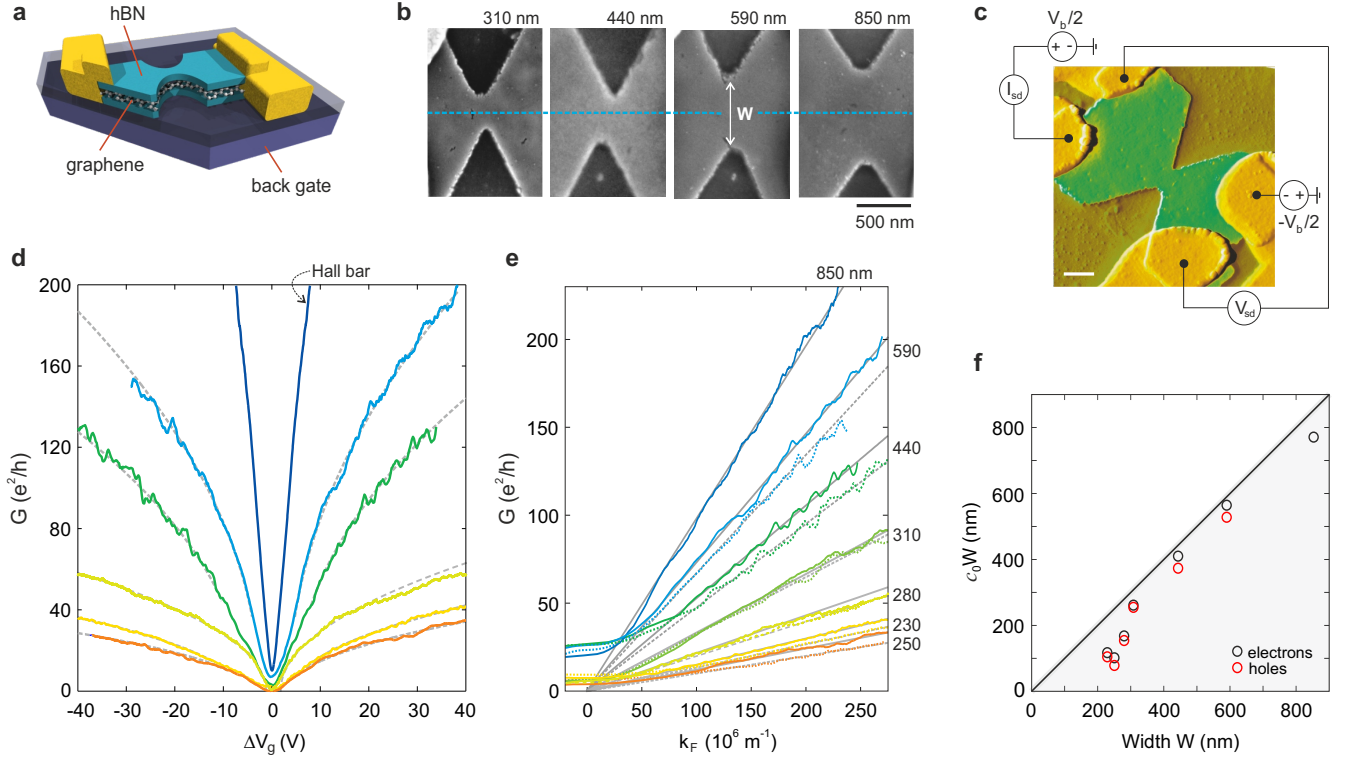 a
hBN
graphene
back gate
b
310 nm
440 nm
590 nm
850 nm
W
500 nm
c
V_b/2
+ -
I_sd
- +
-V_b/2
V_sd
d
Hall bar
200
160
120
80
40
0
G (e²/h)
-40 -30 -20 -10 0 10 20 30 40
ΔV_g (V)
e
850 nm
590
440
310
280
230
250
200
150
100
50
0
G (e²/h)
0 50 100 150 200 250
k_F (10⁶ m⁻¹)
f
800
600
400
200
0
c₀W (nm)
electrons
holes
0 200 400 600 800
Width W (nm)